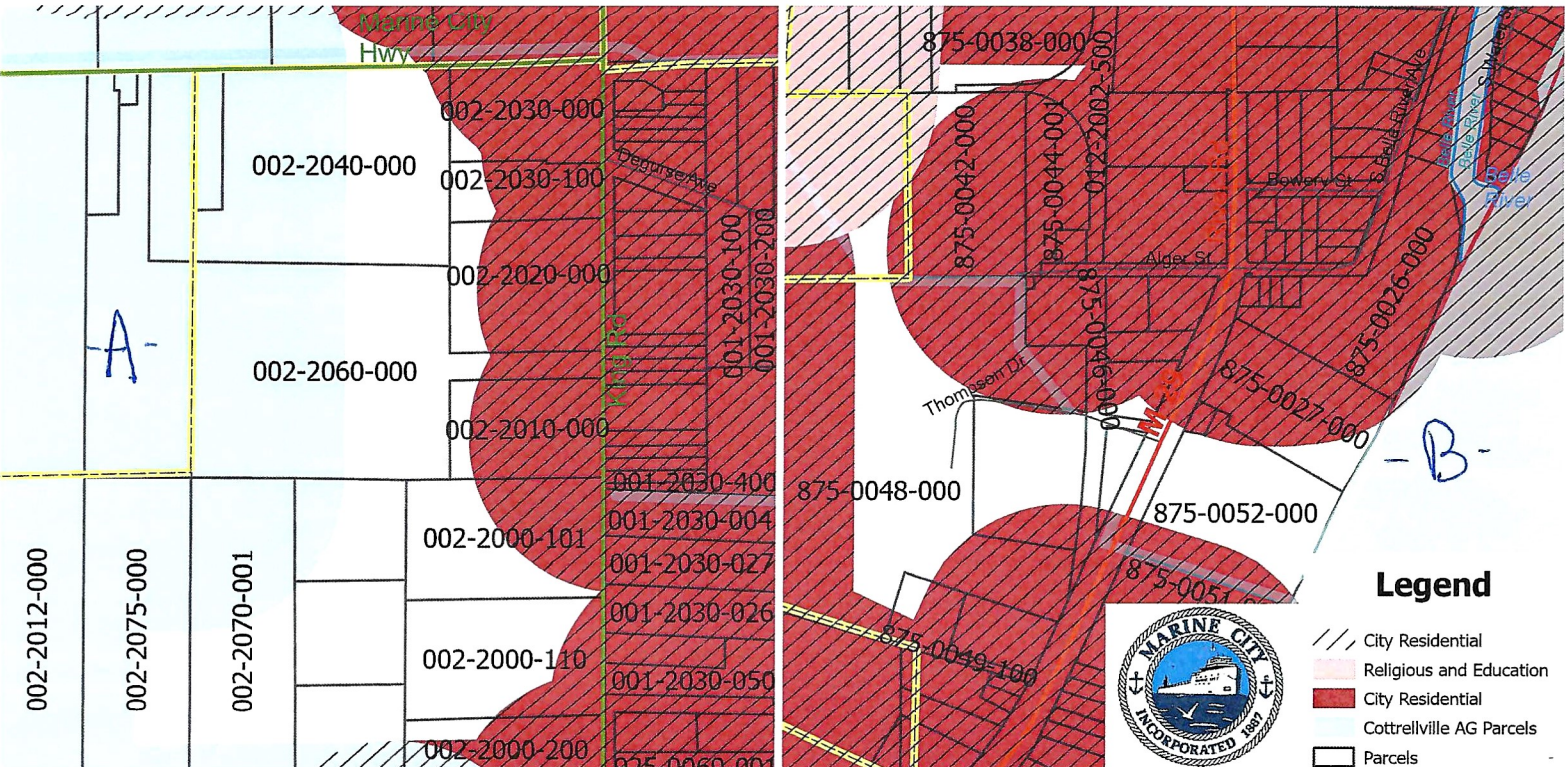 Marine City
Hwy
002-2030-000
002-2040-000
002-2030-100
Degurse Ave
001-2030-100
001-2030-200
002-2020-000
-A-
King Rd
002-2060-000
002-2010-000
001-2030-400
001-2030-004
002-2000-101
001-2030-027
002-2012-000
002-2075-000
002-2070-001
001-2030-026
002-2000-110
001-2030-050
002-2000-200
875-0038-000
012-2002-500
875-0042-000
875-0044-001
S Belle River Ave
Belle River
Belle River
Belle
River
Bowery St
Alger St
875-0046-000
875-0026-000
Thompson Dr
M-29
875-0027-000
-B-
875-0048-000
875-0052-000
875-0049-100
Legend
City Residential
Religious and Education
City Residential
Cottrellville AG Parcels
Parcels
MARINE CITY
INCORPORATED 1887